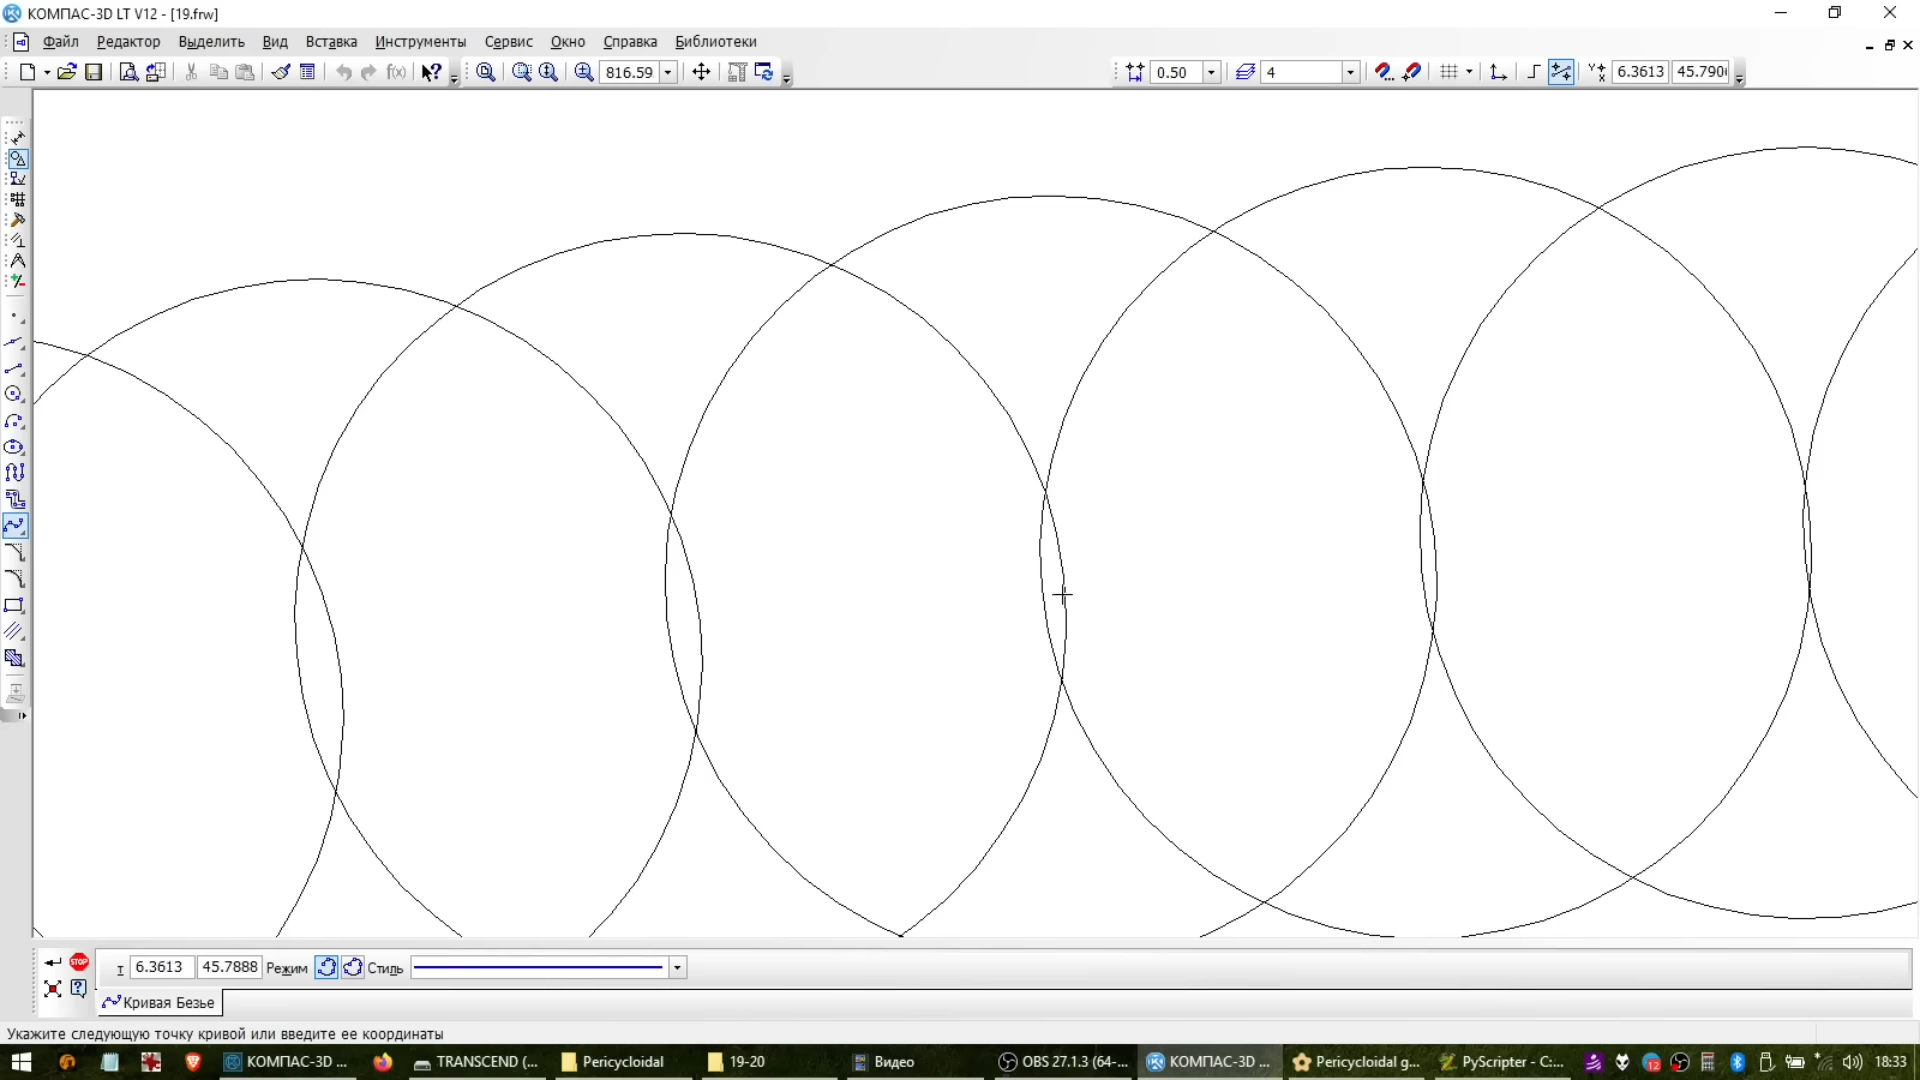 КОМПАС-3D LT V12 - [19.frw]
Файл Редактор Выделить Вид Вставка Инструменты Сервис Окно Справка Библиотеки
816.59 0.50 4 6.3613 45.790
f(x)
т 6.3613 45.7888 Режим Стиль
STOP
Кривая Безье
Укажите следующую точку кривой или введите ее координаты
КОМПАС-3D ... TRANSCEND (... Pericycloidal 19-20 Видео OBS 27.1.3 (64-... КОМПАС-3D ... Pericycloidal g... PyScripter - C:... 12 18:33